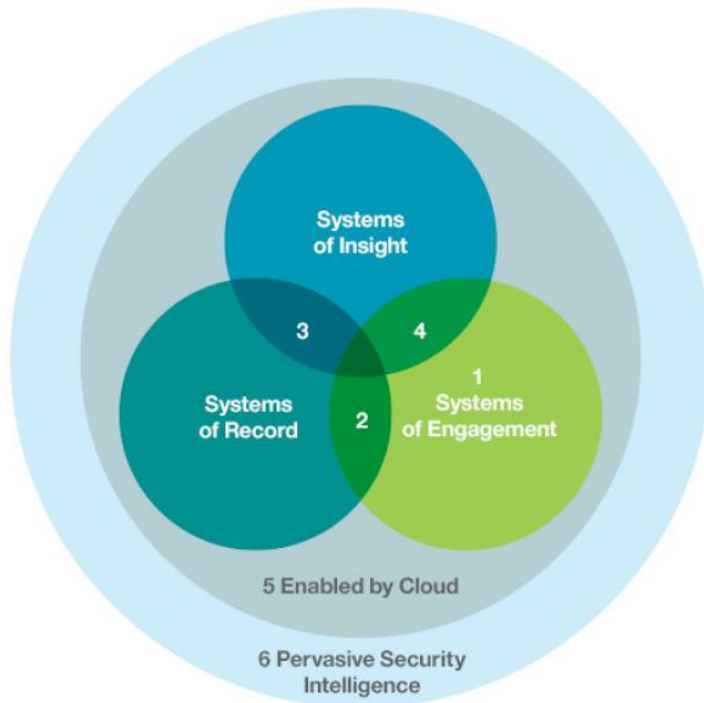 Systems
of Insight
3
4
Systems
of Record
2
1
Systems
of Engagement
5 Enabled by Cloud
6 Pervasive Security
Intelligence